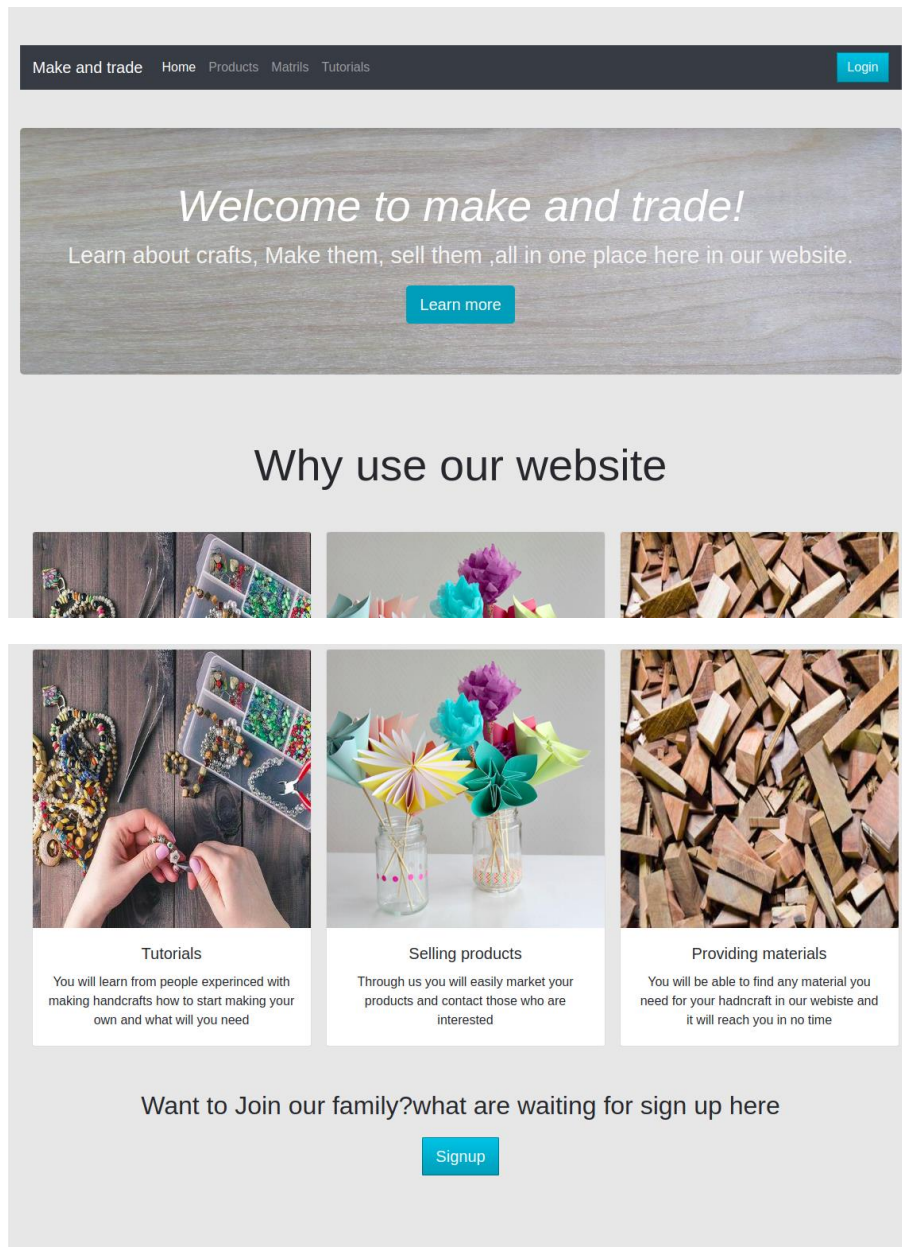 Make and trade Home Products Matrils Tutorials Login
Welcome to make and trade!
Learn about crafts, Make them, sell them ,all in one place here in our website.
Learn more
Why use our website
Tutorials
You will learn from people experinced with
making handcrafts how to start making your
own and what will you need
Selling products
Through us you will easily market your
products and contact those who are
interested
Providing materials
You will be able to find any material you
need for your hadncraft in our webiste and
it will reach you in no time
Want to Join our family?what are waiting for sign up here
Signup